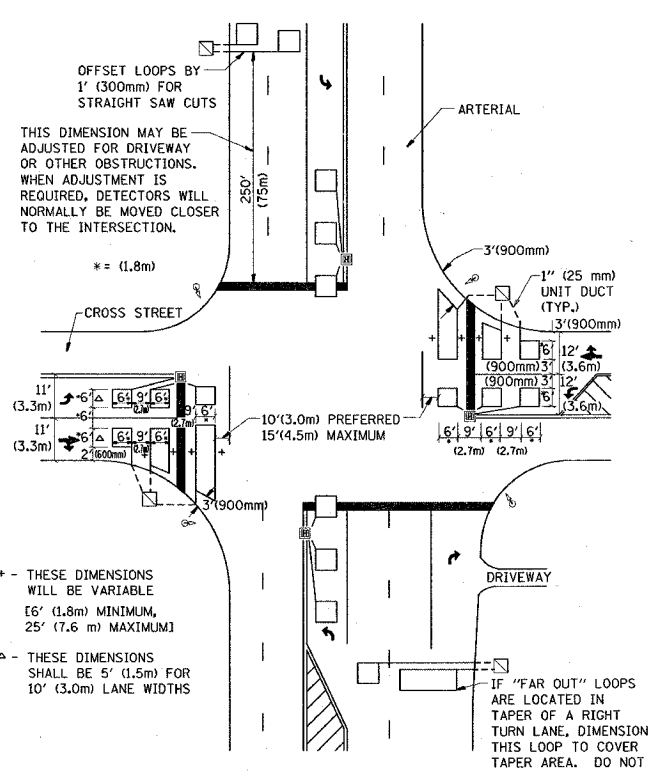 OFFSET LOOPS BY
1' (300mm) FOR
STRAIGHT SAW CUTS
THIS DIMENSION MAY BE
ADJUSTED FOR DRIVEWAY
OR OTHER OBSTRUCTIONS.
WHEN ADJUSTMENT IS
REQUIRED, DETECTORS WILL
NORMALLY BE MOVED CLOSER
TO THE INTERSECTION.
* = (1.8m)
250'
(75m)
ARTERIAL
3'(900mm)
1" (25 mm)
UNIT DUCT
(TYP.)
3'(900mm)
CROSS STREET
6'
12'
(3.6m)
(900mm) 3'
(900mm) 3'
12'
(3.6m)
6'
6' 9' 6' 9' 6'
(2.7m) (2.7m)
11'
(3.3m)
11'
(3.3m)
*6'
*6'
*6'
2' (600mm)
6' 9' 6'
(2.7m)
6' 9' 6'
(2.7m)
9' 6'
(2.7m)
10'(3.0m) PREFERRED
15'(4.5m) MAXIMUM
3'(900mm)
+ - THESE DIMENSIONS
WILL BE VARIABLE
[6' (1.8m) MINIMUM,
25' (7.6 m) MAXIMUM]
△ - THESE DIMENSIONS
SHALL BE 5' (1.5m) FOR
10' (3.0m) LANE WIDTHS
DRIVEWAY
IF "FAR OUT" LOOPS
ARE LOCATED IN
TAPER OF A RIGHT
TURN LANE, DIMENSION
THIS LOOP TO COVER
TAPER AREA. DO NOT